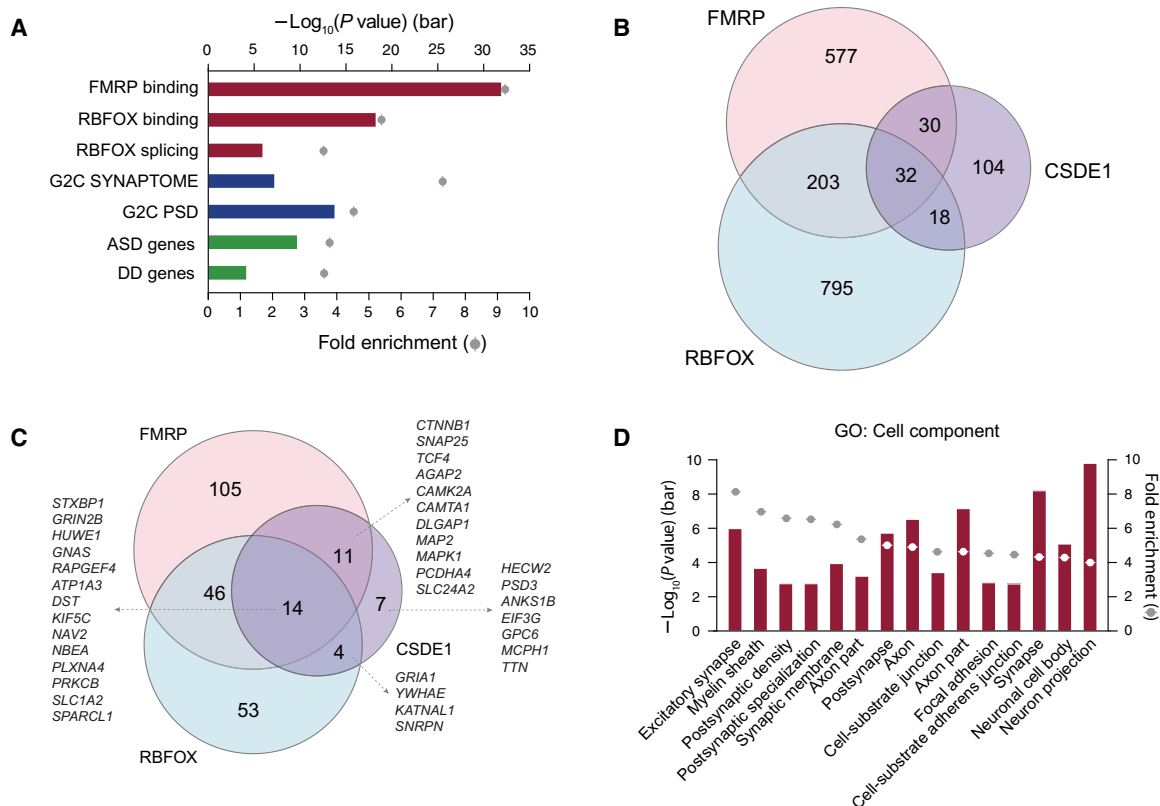 A
−Log10(P value) (bar)
0 5 10 15 20 25 30 35
FMRP binding
RBFOX binding
RBFOX splicing
G2C SYNAPTOME
G2C PSD
ASD genes
DD genes
0 1 2 3 4 5 6 7 8 9 10
Fold enrichment ( )
B
FMRP
577
30
CSDE1
104
203
32
18
795
RBFOX
C
FMRP
105
11
46
14
7
4
CSDE1
53
RBFOX
STXBP1
GRIN2B
HUWE1
GNAS
RAPGEF4
ATP1A3
DST
KIF5C
NAV2
NBEA
PLXNA4
PRKCB
SLC1A2
SPARCL1
CTNNB1
SNAP25
TCF4
AGAP2
CAMK2A
CAMTA1
DLGAP1
MAP2
MAPK1
PCDHA4
SLC24A2
HECW2
PSD3
ANKS1B
EIF3G
GPC6
MCPH1
TTN
GRIA1
YWHAE
KATNAL1
SNRPN
D
GO: Cell component
−Log10(P value) (bar)
10
8
6
4
2
0
10
8
6
4
2
0
Fold enrichment ( )
Excitatory synapse
Myelin sheath
Postsynaptic density
Postsynaptic specialization
Synaptic membrane
Axon part
Postsynapse
Axon
Cell-substrate junction
Axon part
Focal adhesion
Cell-substrate adherens junction
Synapse
Neuronal cell body
Neuron projection